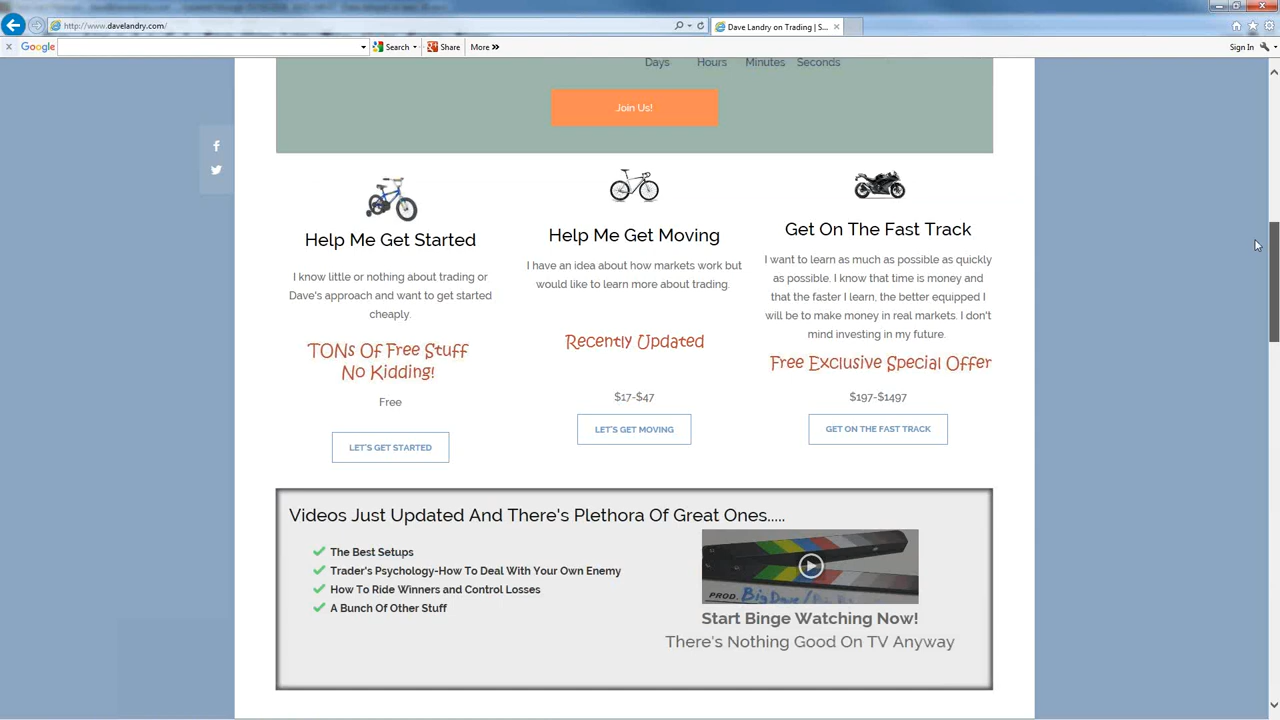 http://www.davelandry.com/
Dave Landry on Trading | S...
Google
Search
Share
More »
Sign In
Days Hours Minutes Seconds
Join Us!
Help Me Get Started
I know little or nothing about trading or
Dave's approach and want to get started
cheaply.
TONs Of Free Stuff
No Kidding!
Free
LET'S GET STARTED
Help Me Get Moving
I have an idea about how markets work but
would like to learn more about trading.
Recently Updated
$17-$47
LET'S GET MOVING
Get On The Fast Track
I want to learn as much as possible as quickly
as possible. I know that time is money and
that the faster I learn, the better equipped I
will be to make money in real markets. I don't
mind investing in my future.
Free Exclusive Special Offer
$197-$1497
GET ON THE FAST TRACK
Videos Just Updated And There's Plethora Of Great Ones.....
The Best Setups
Trader's Psychology-How To Deal With Your Own Enemy
How To Ride Winners and Control Losses
A Bunch Of Other Stuff
PROD. Big Dave/
Start Binge Watching Now!
There's Nothing Good On TV Anyway